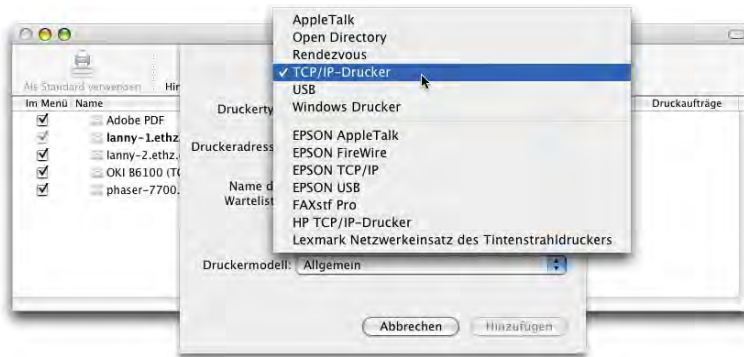 AppleTalk
Open Directory
Rendezvous
✓ TCP/IP-Drucker
USB
Windows Drucker
EPSON AppleTalk
EPSON FireWire
EPSON TCP/IP
EPSON USB
FAXstf Pro
HP TCP/IP-Drucker
Lexmark Netzwerkeinsatz des Tintenstrahldruckers
Als Standard verwenden Hin
Im Menü Name Druckaufträge
Adobe PDF
lanny-1.ethz
lanny-2.ethz.
OKI B6100 (T
phaser-7700.
Druckerty
Druckeradress
Name d
Wartelist
Druckermodell: Allgemein
Abbrechen Hinzufügen